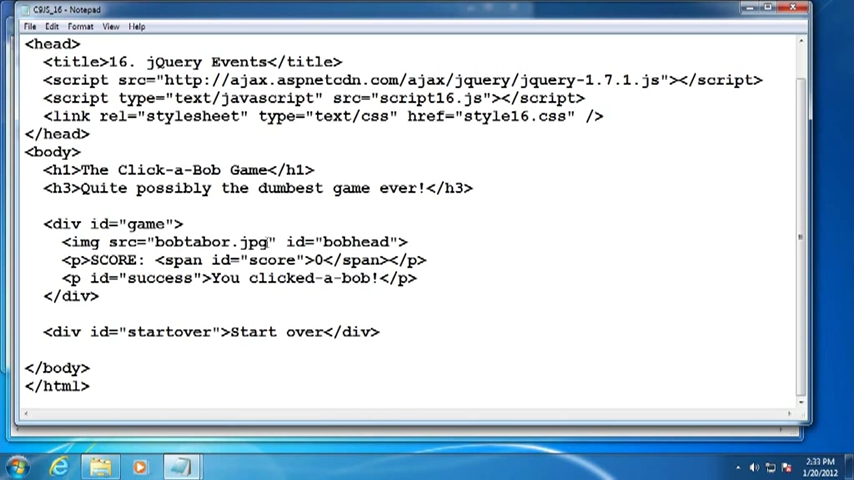 C9JS_16 - Notepad
File Edit Format View Help
<head>
<title>16. jQuery Events</title>
<script src="http://ajax.aspnetcdn.com/ajax/jquery/jquery-1.7.1.js"></script>
<script type="text/javascript" src="script16.js"></script>
<link rel="stylesheet" type="text/css" href="style16.css" />
</head>
<body>
<h1>The Click-a-Bob Game</h1>
<h3>Quite possibly the dumbest game ever!</h3>
<div id="game">
<img src="bobtabor.jpg" id="bobhead">
<p>SCORE: <span id="score">0</span></p>
<p id="success">You clicked-a-bob!</p>
</div>
<div id="startover">Start over</div>
</body>
</html>
2:33 PM
1/20/2012